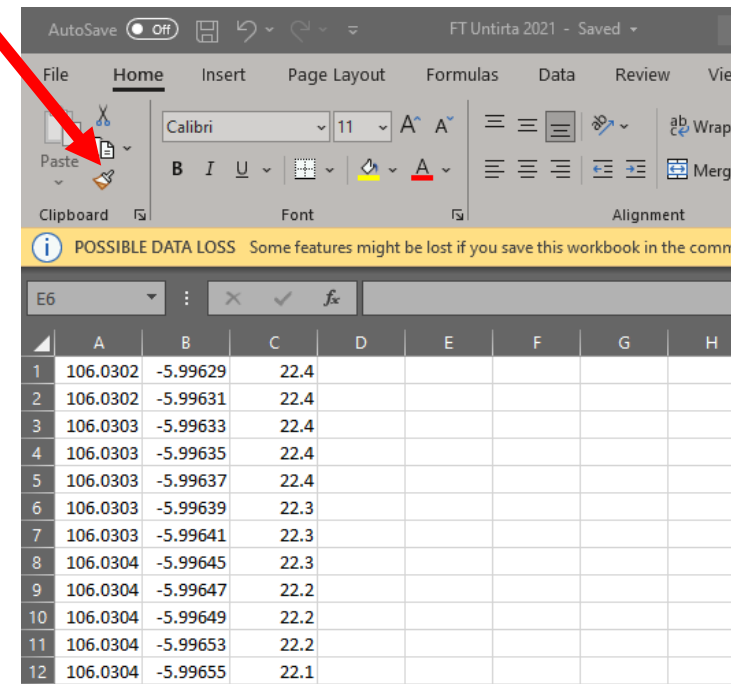 AutoSave Off FT Untirta 2021 - Saved
File Home Insert Page Layout Formulas Data Review Vie
Calibri 11 A A ab Wrap
Paste B I U A Merg
Clipboard Font Alignment
POSSIBLE DATA LOSS Some features might be lost if you save this workbook in the comm
E6 fx
A B C D E F G H
1 106.0302 -5.99629 22.4
2 106.0302 -5.99631 22.4
3 106.0303 -5.99633 22.4
4 106.0303 -5.99635 22.4
5 106.0303 -5.99637 22.4
6 106.0303 -5.99639 22.3
7 106.0303 -5.99641 22.3
8 106.0304 -5.99645 22.3
9 106.0304 -5.99647 22.2
10 106.0304 -5.99649 22.2
11 106.0304 -5.99653 22.2
12 106.0304 -5.99655 22.1